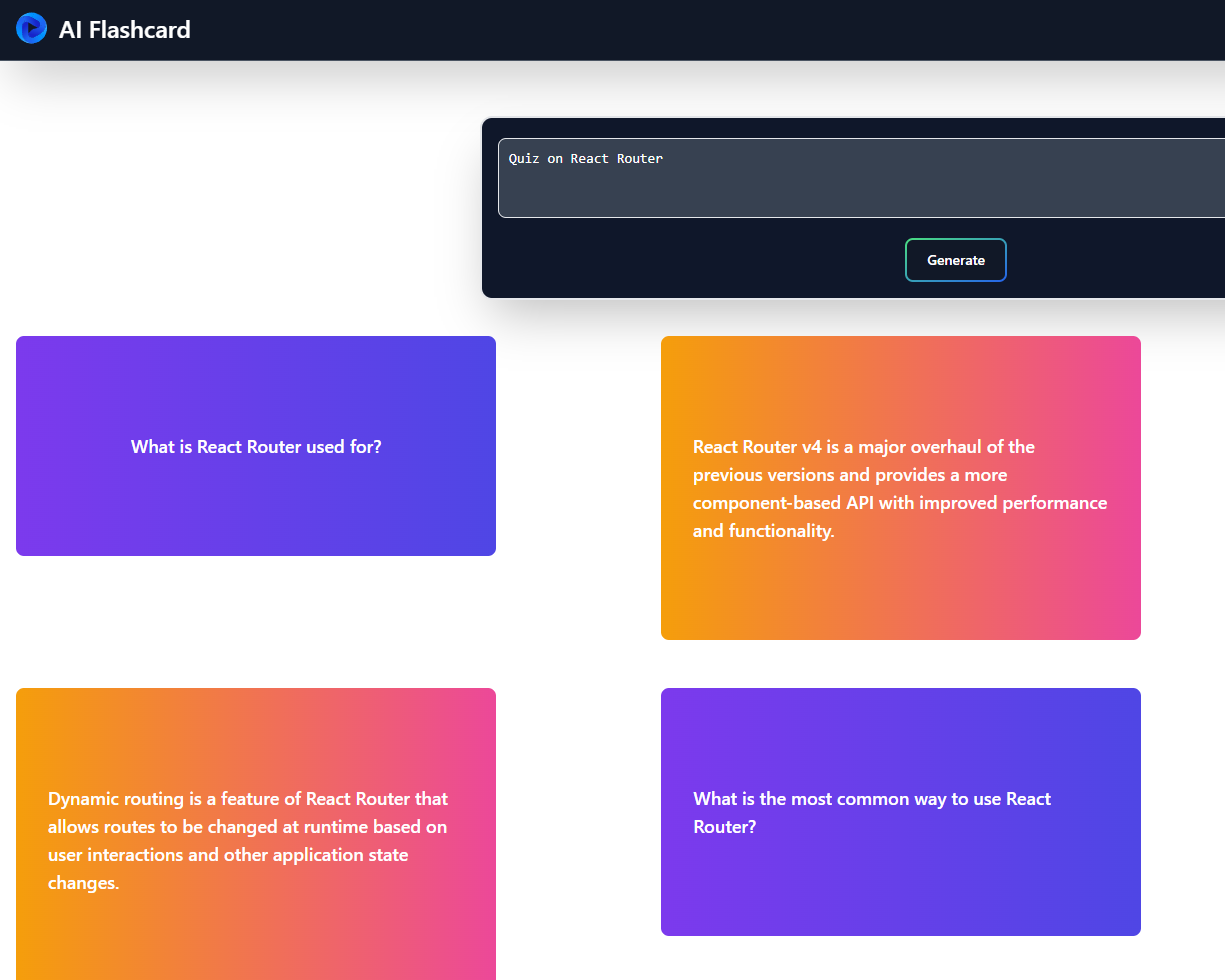 AI Flashcard
Quiz on React Router
Generate
What is React Router used for?
React Router v4 is a major overhaul of the
previous versions and provides a more
component-based API with improved performance
and functionality.
Dynamic routing is a feature of React Router that
allows routes to be changed at runtime based on
user interactions and other application state
changes.
What is the most common way to use React
Router?